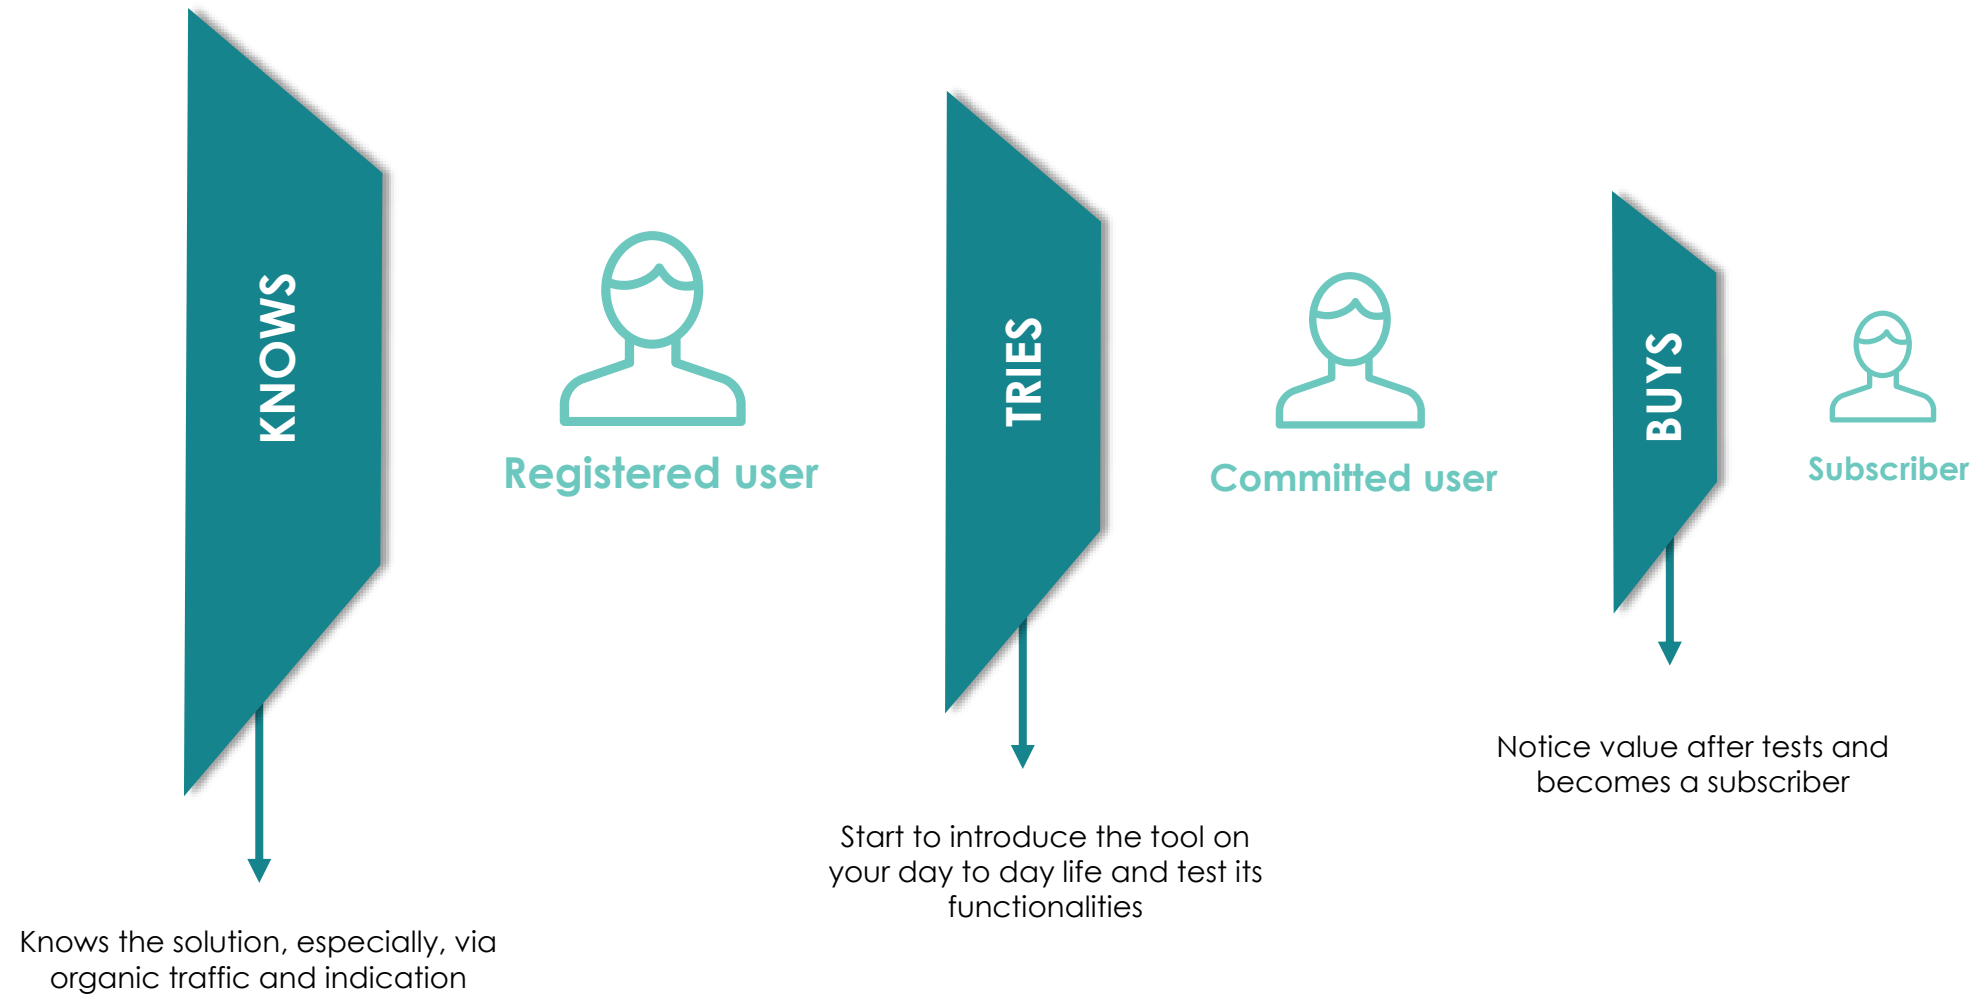 KNOWS
Registered user
TRIES
Committed user
BUYS
Subscriber
Knows the solution, especially, via
organic traffic and indication
Start to introduce the tool on
your day to day life and test its
functionalities
Notice value after tests and
becomes a subscriber